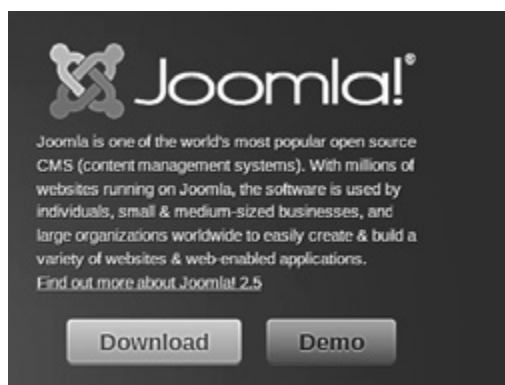 Joomla!®
Joomla is one of the world's most popular open source
CMS (content management systems). With millions of
websites running on Joomla, the software is used by
individuals, small & medium-sized businesses, and
large organizations worldwide to easily create & build a
variety of websites & web-enabled applications.
Find out more about Joomla! 2.5
Download Demo